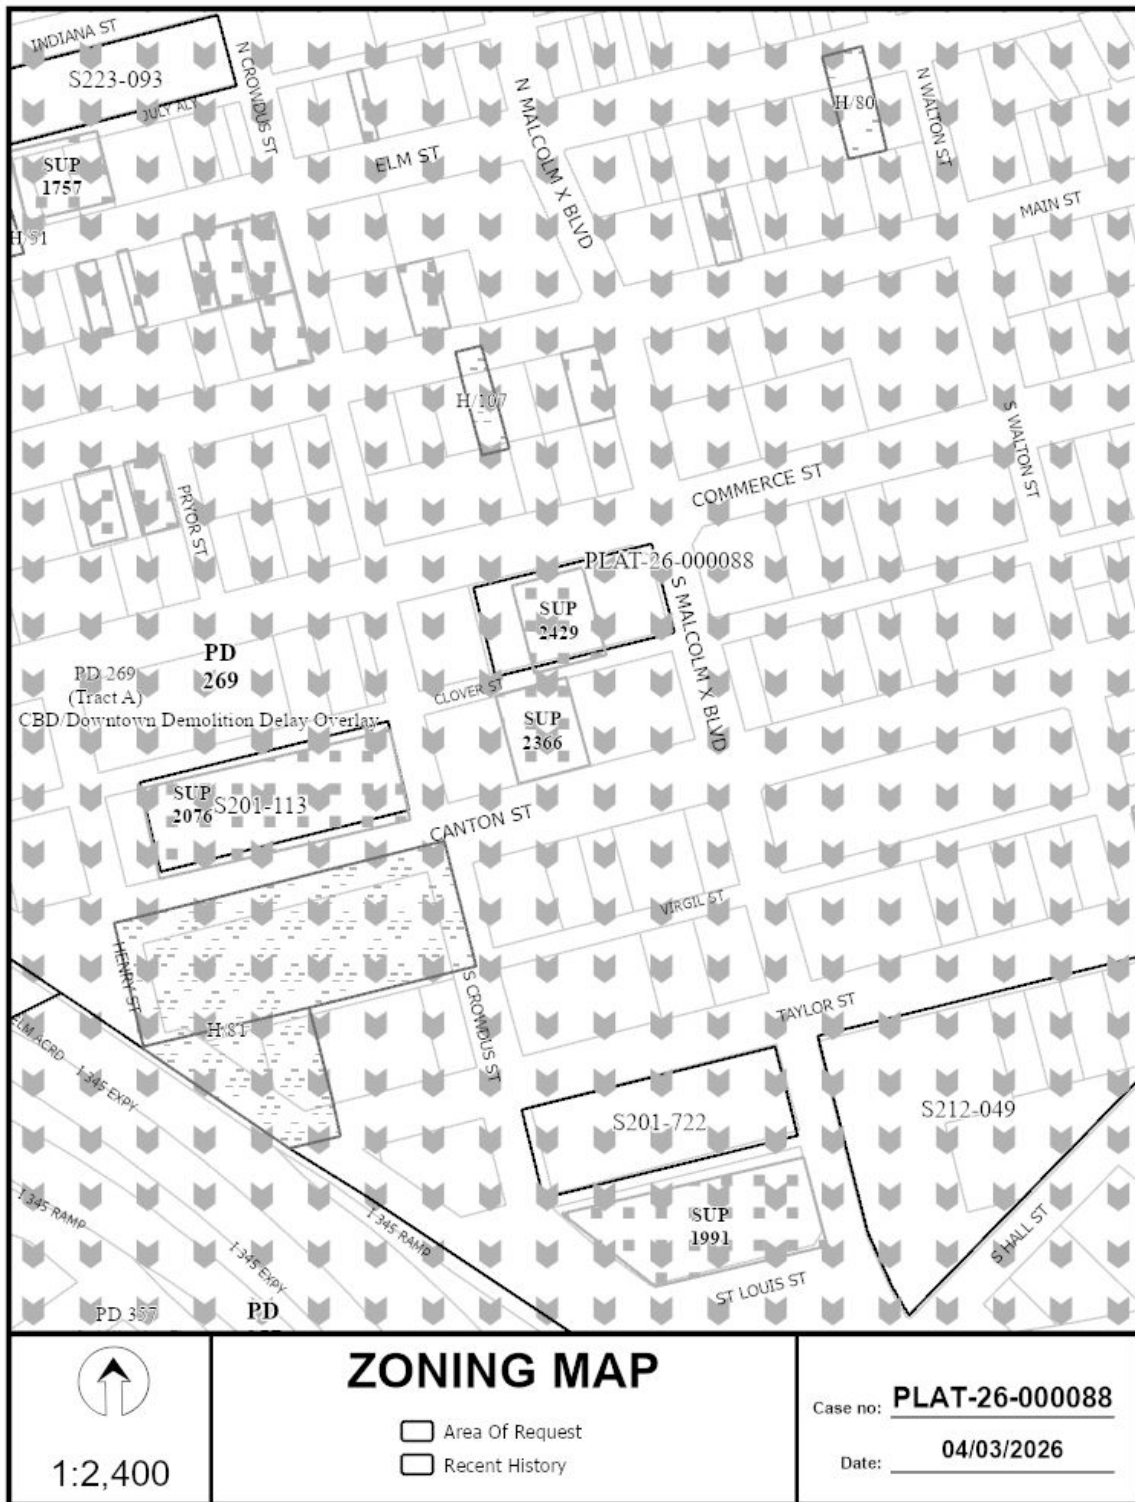 INDIANA ST
S223-093
JULY ALY
N CROWDUS ST
SUP
1757
H/51
ELM ST
N MALCOLM X BLVD
H/80
N WALTON ST
MAIN ST
H/107
PRYOR ST
COMMERCE ST
S WALTON ST
PLAT-26-000088
SUP
2429
S MALCOLM X BLVD
PD
269
PD 269
(Tract A)
CBD/Downtown Demolition Delay Overlay
CLOVER ST
SUP
2366
SUP
2076
S201-113
CANTON ST
VIRGIL ST
HENRY ST
H/81
S CROWDUS ST
TAYLOR ST
ELM ACRD
I 345 EXPY
S201-722
S212-049
I 345 RAMP
I 345 RAMP
I 345 EXPY
SUP
1991
S HALL ST
ST LOUIS ST
PD 357
PD
1:2,400
ZONING MAP
Area Of Request
Recent History
Case no: PLAT-26-000088
Date: 04/03/2026